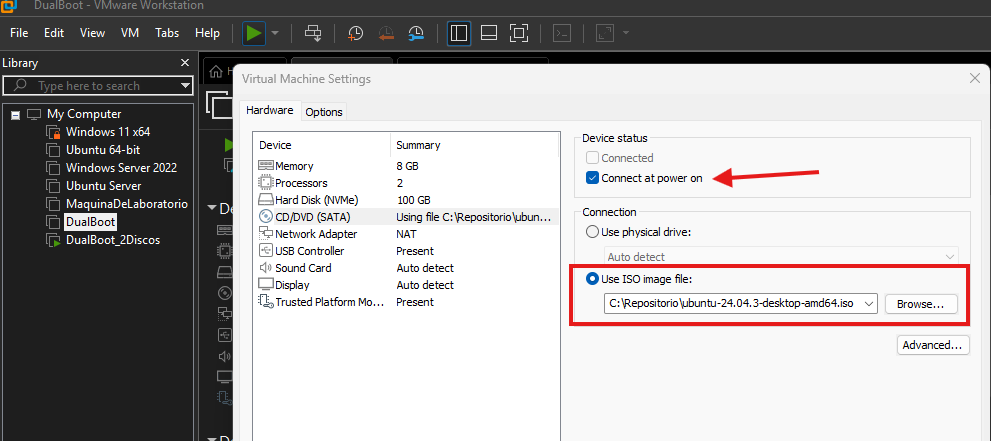 DualBoot - VMware Workstation
File Edit View VM Tabs Help
Library
Type here to search
My Computer
Windows 11 x64
Ubuntu 64-bit
Windows Server 2022
Ubuntu Server
MaquinaDeLaboratorio
DualBoot
DualBoot_2Discos
Virtual Machine Settings
Hardware Options
Device Summary
Memory 8 GB
Processors 2
Hard Disk (NVMe) 100 GB
CD/DVD (SATA) Using file C:\Repositorio\ubun...
Network Adapter NAT
USB Controller Present
Sound Card Auto detect
Display Auto detect
Trusted Platform Mo... Present
Device status
Connected
Connect at power on
Connection
Use physical drive:
Auto detect
Use ISO image file:
C:\Repositorio\ubuntu-24.04.3-desktop-amd64.iso Browse...
Advanced...